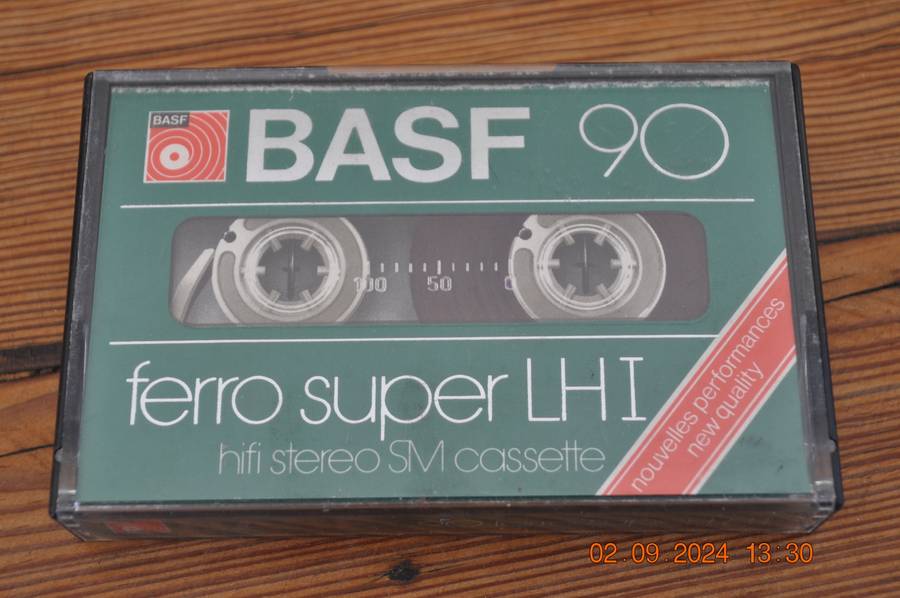 BASF
BASF 90
100 50 0
ferro super LH I
hifi stereo SM cassette
nouvelles performances
new quality
02.09.2024 13:30